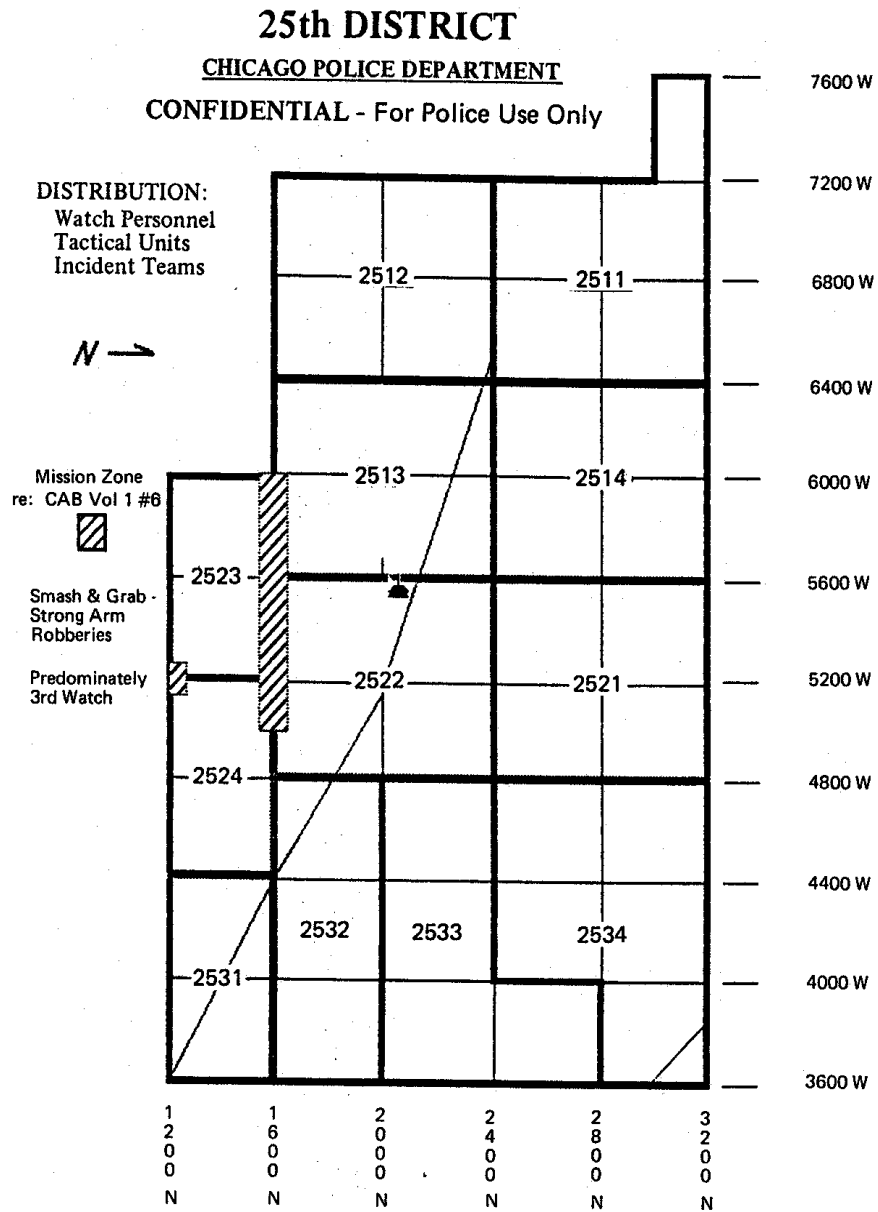 25th DISTRICT
CHICAGO POLICE DEPARTMENT
CONFIDENTIAL - For Police Use Only
DISTRIBUTION:
Watch Personnel
Tactical Units
Incident Teams
N
Mission Zone
re: CAB Vol 1 #6
Smash & Grab -
Strong Arm
Robberies
Predominately
3rd Watch
7600 W
7200 W
2512
2511
6800 W
6400 W
2513
2514
6000 W
2523
5600 W
2522
2521
5200 W
2524
4800 W
4400 W
2532
2533
2534
2531
4000 W
3600 W
1200 N
1600 N
2000 N
2400 N
2800 N
3200 N